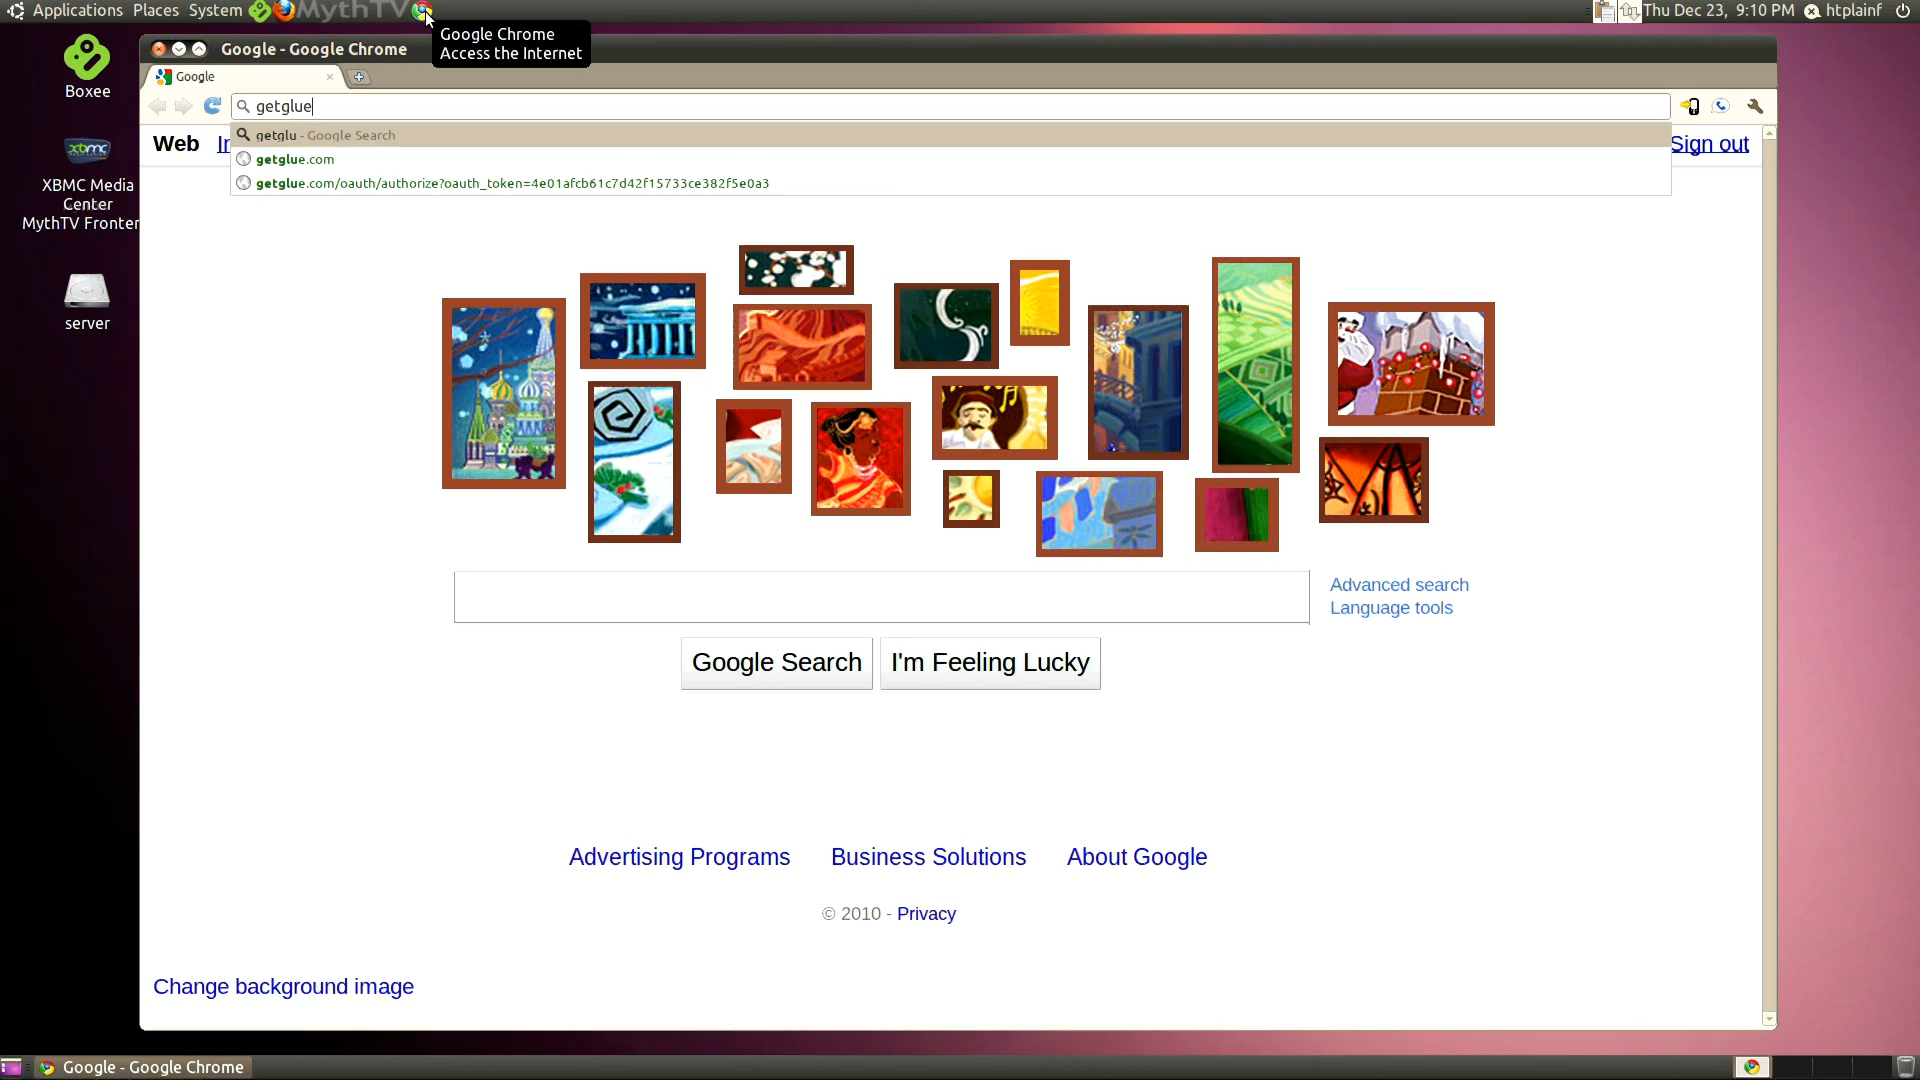 Applications Places System MythTV Thu Dec 23, 9:10 PM htplainf
Google Chrome
Access the Internet
Google - Google Chrome
Google
getglue
getglu - Google Search
getglue.com
getglue.com/oauth/authorize?oauth_token=4e01afcb61c7d42f15733ce382f5e0a3
Web
Sign out
Boxee
xbmc
XBMC Media
Center
MythTV Fronten
server
Advanced search
Language tools
Google Search I'm Feeling Lucky
Advertising Programs Business Solutions About Google
© 2010 - Privacy
Change background image
Google - Google Chrome